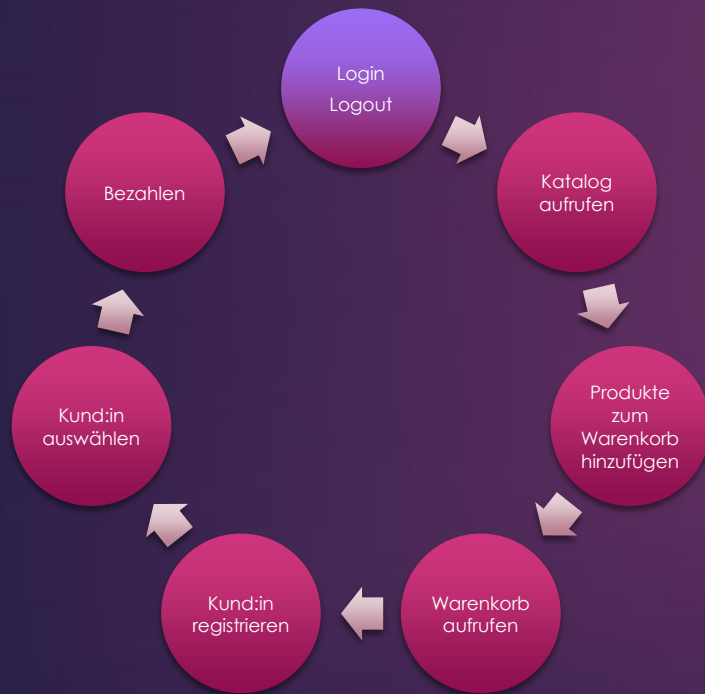 Login
Logout
Katalog
aufrufen
Produkte
zum
Warenkorb
hinzufügen
Warenkorb
aufrufen
Kund:in
registrieren
Kund:in
auswählen
Bezahlen